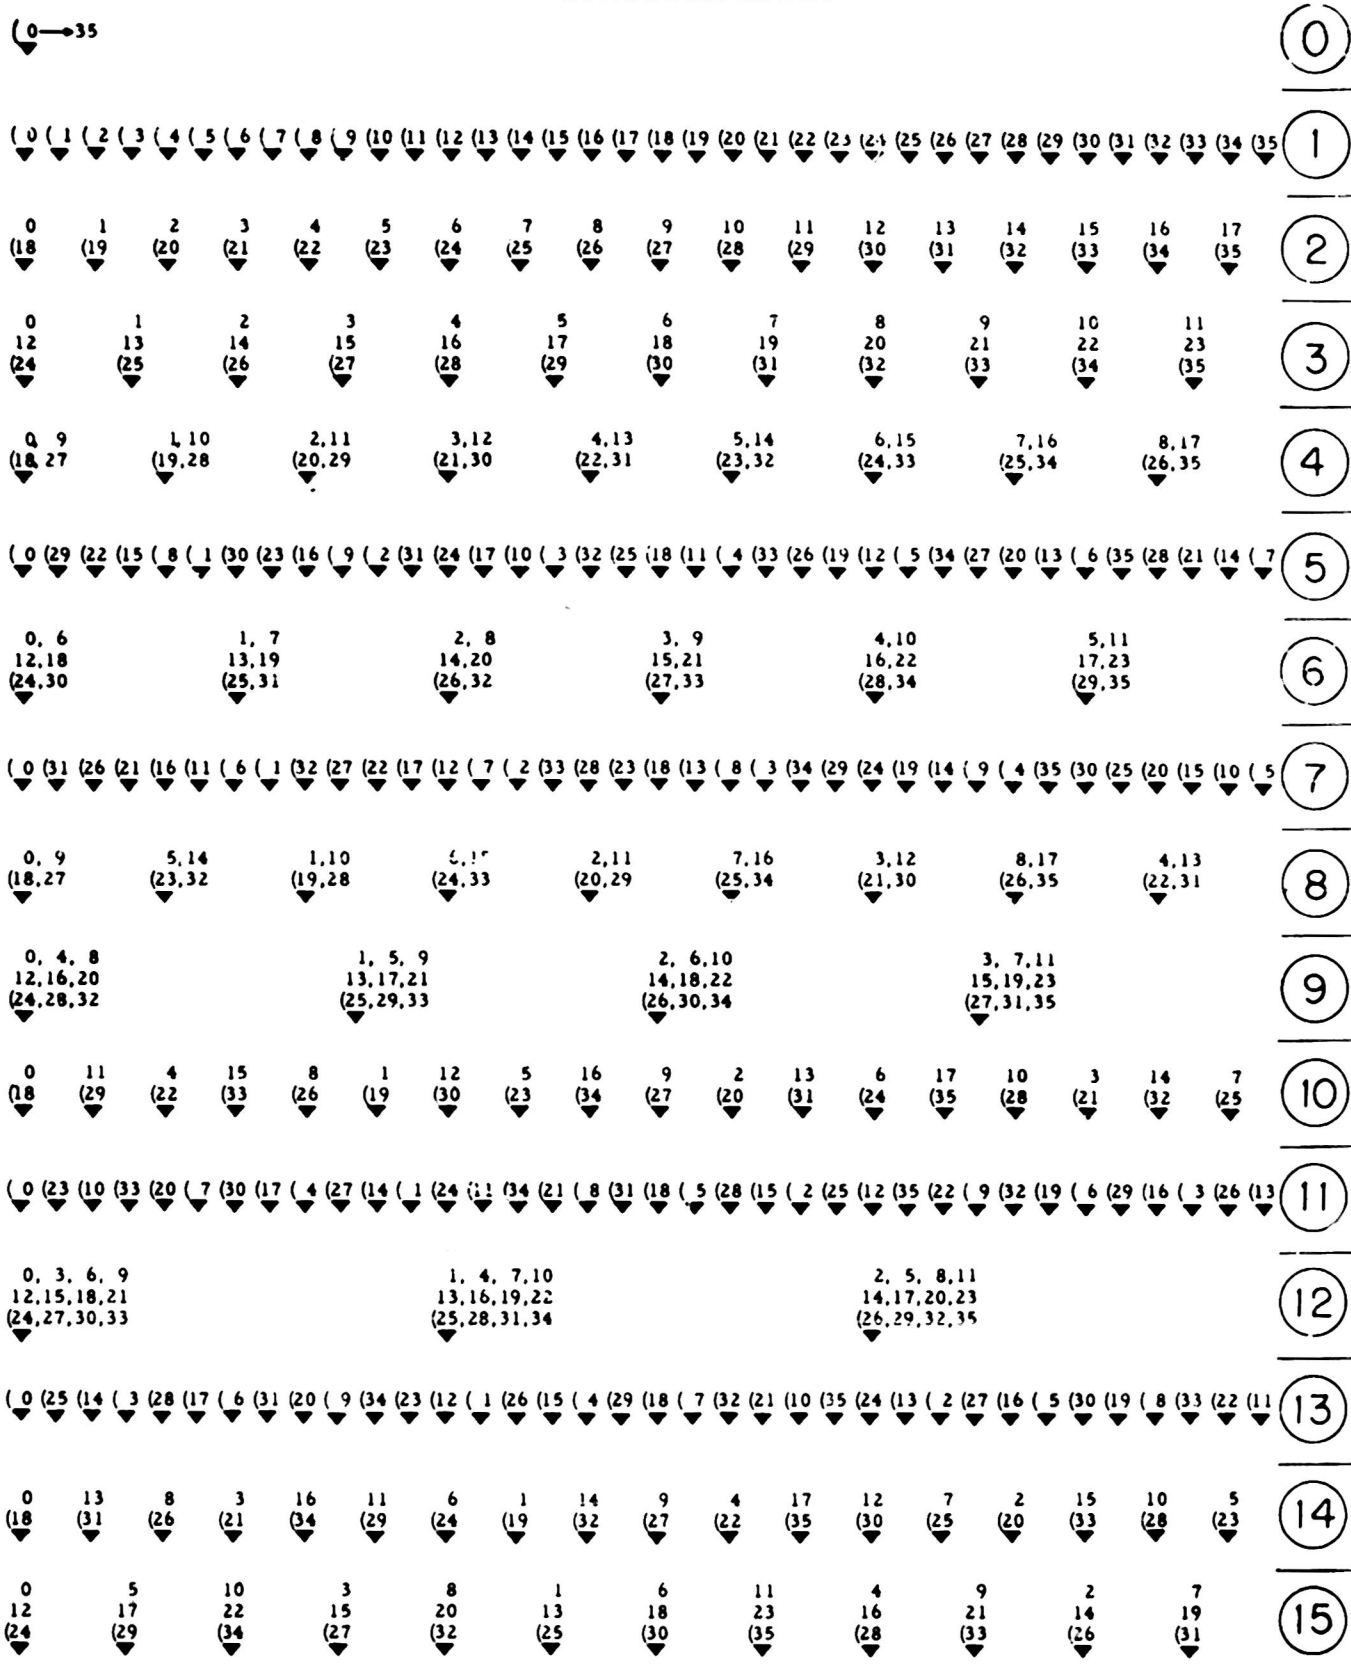 (0→35 0
(0 (1 (2 (3 (4 (5 (6 (7 (8 (9 (10 (11 (12 (13 (14 (15 (16 (17 (18 (19 (20 (21 (22 (23 (24 (25 (26 (27 (28 (29 (30 (31 (32 (33 (34 (35 1
0 1 2 3 4 5 6 7 8 9 10 11 12 13 14 15 16 17
(18 (19 (20 (21 (22 (23 (24 (25 (26 (27 (28 (29 (30 (31 (32 (33 (34 (35 2
0 1 2 3 4 5 6 7 8 9 10 11
12 13 14 15 16 17 18 19 20 21 22 23
(24 (25 (26 (27 (28 (29 (30 (31 (32 (33 (34 (35 3
0, 9 1,10 2,11 3,12 4,13 5,14 6,15 7,16 8,17
(18,27 (19,28 (20,29 (21,30 (22,31 (23,32 (24,33 (25,34 (26,35 4
(0 (29 (22 (15 (8 (1 (30 (23 (16 (9 (2 (31 (24 (17 (10 (3 (32 (25 (18 (11 (4 (33 (26 (19 (12 (5 (34 (27 (20 (13 (6 (35 (28 (21 (14 (7 5
0, 6 1, 7 2, 8 3, 9 4,10 5,11
12,18 13,19 14,20 15,21 16,22 17,23
(24,30 (25,31 (26,32 (27,33 (28,34 (29,35 6
(0 (31 (26 (21 (16 (11 (6 (1 (32 (27 (22 (17 (12 (7 (2 (33 (28 (23 (18 (13 (8 (3 (34 (29 (24 (19 (14 (9 (4 (35 (30 (25 (20 (15 (10 (5 7
0, 9 5,14 1,10 6,15 2,11 7,16 3,12 8,17 4,13
(18,27 (23,32 (19,28 (24,33 (20,29 (25,34 (21,30 (26,35 (22,31 8
0, 4, 8 1, 5, 9 2, 6,10 3, 7,11
12,16,20 13,17,21 14,18,22 15,19,23
(24,28,32 (25,29,33 (26,30,34 (27,31,35 9
0 11 4 15 8 1 12 5 16 9 2 13 6 17 10 3 14 7
(18 (29 (22 (33 (26 (19 (30 (23 (34 (27 (20 (31 (24 (35 (28 (21 (32 (25 10
(0 (23 (10 (33 (20 (7 (30 (17 (4 (27 (14 (1 (24 (11 (34 (21 (8 (31 (18 (5 (28 (15 (2 (25 (12 (35 (22 (9 (32 (19 (6 (29 (16 (3 (26 (13 11
0, 3, 6, 9 1, 4, 7,10 2, 5, 8,11
12,15,18,21 13,16,19,22 14,17,20,23
(24,27,30,33 (25,28,31,34 (26,29,32,35 12
(0 (25 (14 (3 (28 (17 (6 (31 (20 (9 (34 (23 (12 (1 (26 (15 (4 (29 (18 (7 (32 (21 (10 (35 (24 (13 (2 (27 (16 (5 (30 (19 (8 (33 (22 (11 13
0 13 8 3 16 11 6 1 14 9 4 17 12 7 2 15 10 5
(18 (31 (26 (21 (34 (29 (24 (19 (32 (27 (22 (35 (30 (25 (20 (33 (28 (23 14
0 5 10 3 8 1 6 11 4 9 2 7
12 17 22 15 20 13 18 23 16 21 14 19
(24 (29 (34 (27 (32 (25 (30 (35 (28 (33 (26 (31 15